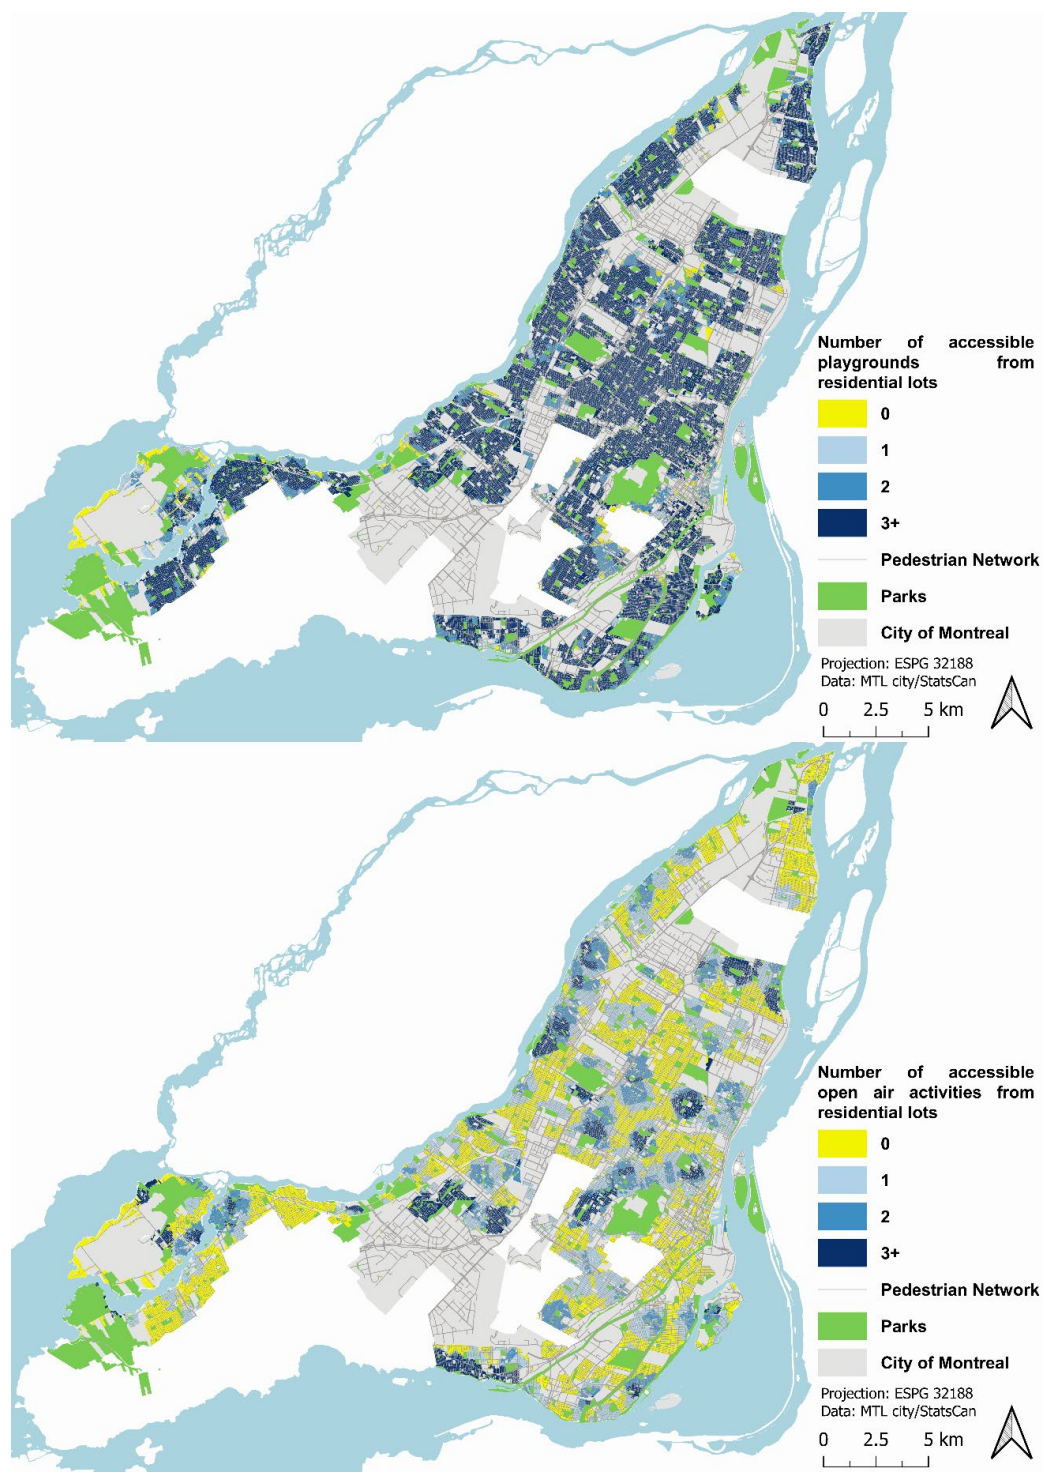 Number of accessible
playgrounds from
residential lots
0
1
2
3+
Pedestrian Network
Parks
City of Montreal
Projection: ESPG 32188
Data: MTL city/StatsCan
0 2.5 5 km
Number of accessible
open air activities from
residential lots
0
1
2
3+
Pedestrian Network
Parks
City of Montreal
Projection: ESPG 32188
Data: MTL city/StatsCan
0 2.5 5 km